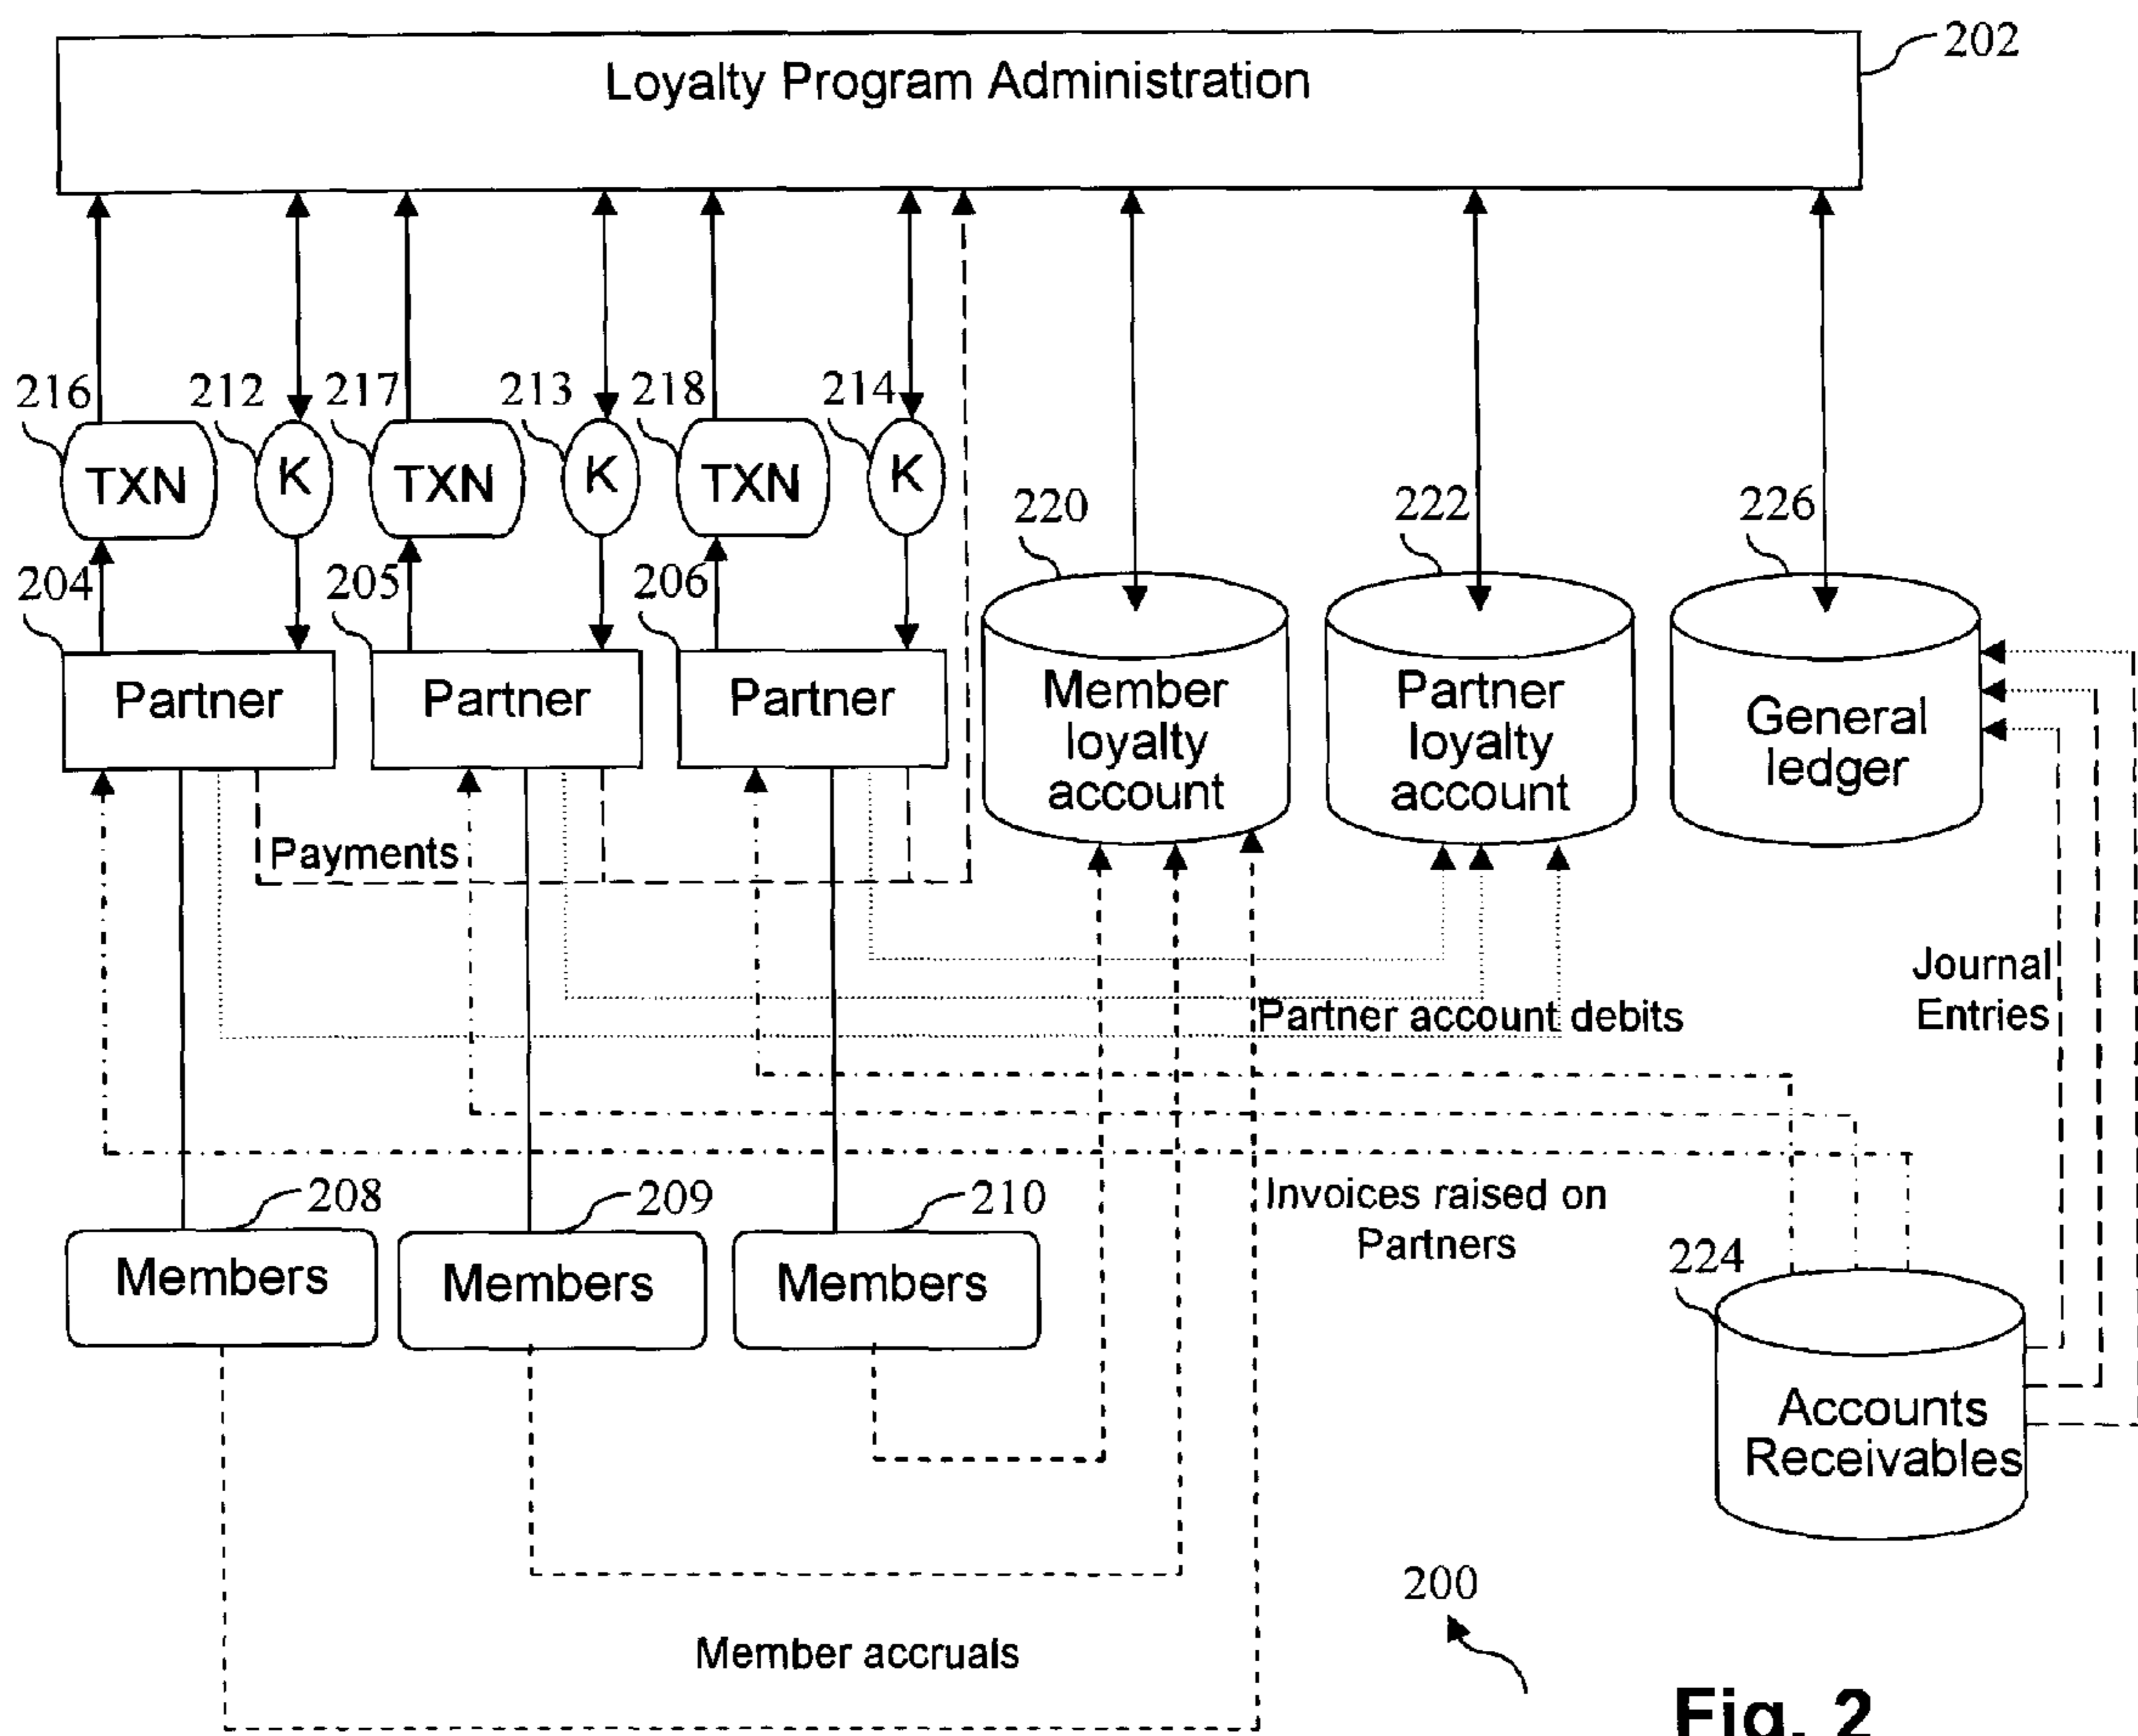 202
Loyalty Program Administration
216
212
217
213
218
214
TXN
K
TXN
K
TXN
K
220
222
226
204
205
206
Partner
Partner
Partner
Member
loyalty
account
Partner
loyalty
account
General
ledger
Payments
Journal
Entries
Partner account debits
208
209
210
Invoices raised on
Partners
224
Members
Members
Members
Accounts
Receivables
200
Member accruals
Fig. 2